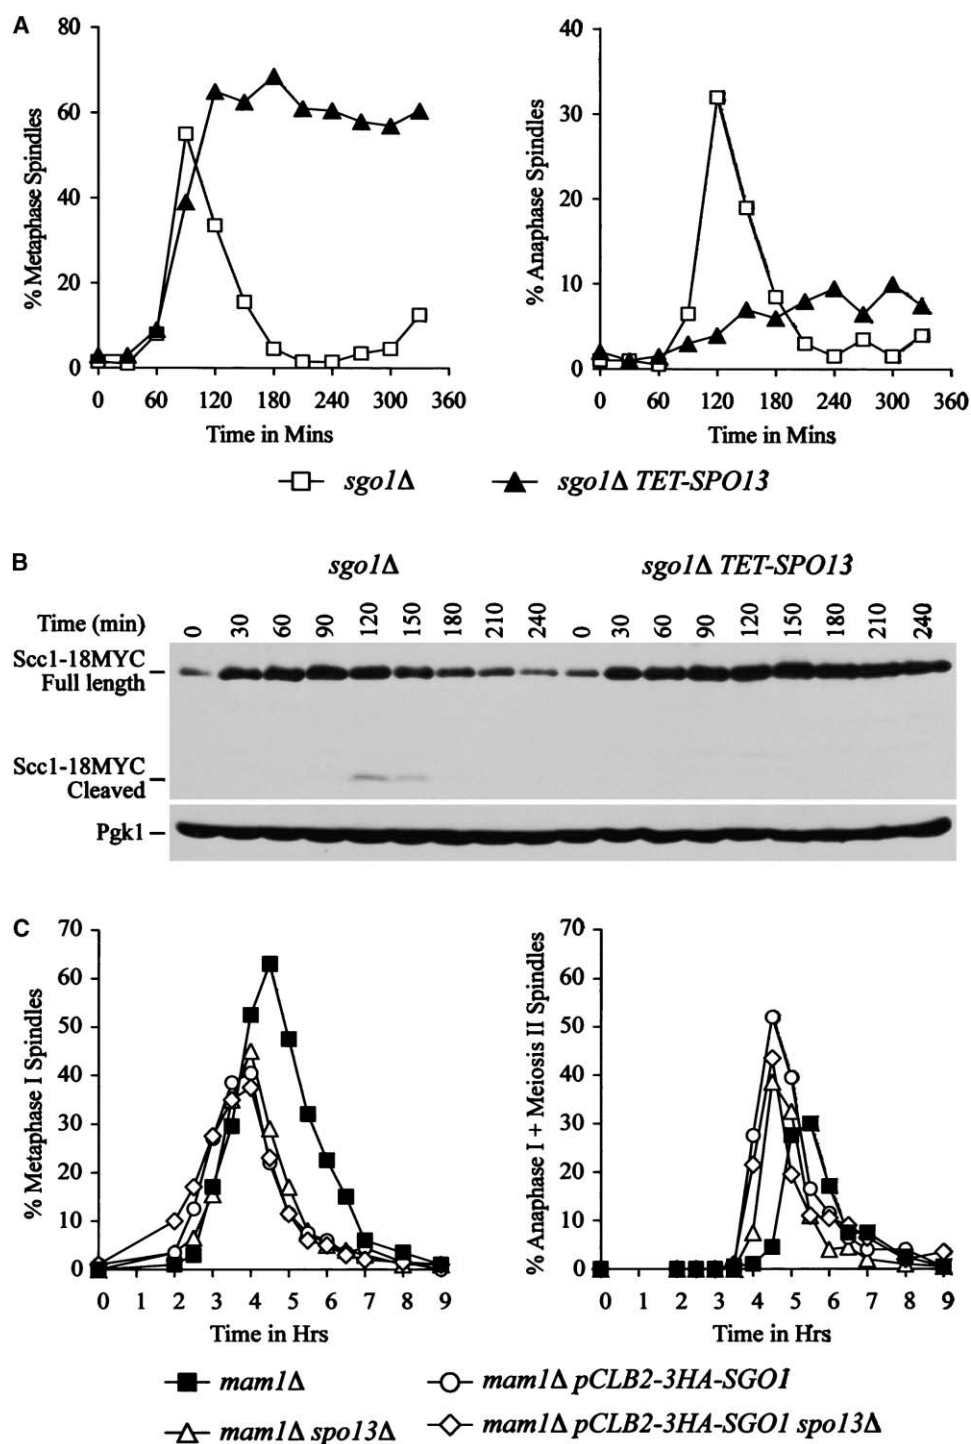 A
% Metaphase Spindles
80
60
40
20
0
0 60 120 180 240 300 360
Time in Mins
% Anaphase Spindles
40
30
20
10
0
0 60 120 180 240 300 360
Time in Mins
sgo1Δ
sgo1Δ TET-SPO13
B
sgo1Δ
sgo1Δ TET-SPO13
Time (min) 0 30 60 90 120 150 180 210 240 0 30 60 90 120 150 180 210 240
Scc1-18MYC
Full length
Scc1-18MYC
Cleaved
Pgk1
C
% Metaphase I Spindles
70
60
50
40
30
20
10
0
0 1 2 3 4 5 6 7 8 9
Time in Hrs
% Anaphase I + Meiosis II Spindles
70
60
50
40
30
20
10
0
0 1 2 3 4 5 6 7 8 9
Time in Hrs
mam1Δ
mam1Δ pCLB2-3HA-SGO1
mam1Δ spo13Δ
mam1Δ pCLB2-3HA-SGO1 spo13Δ